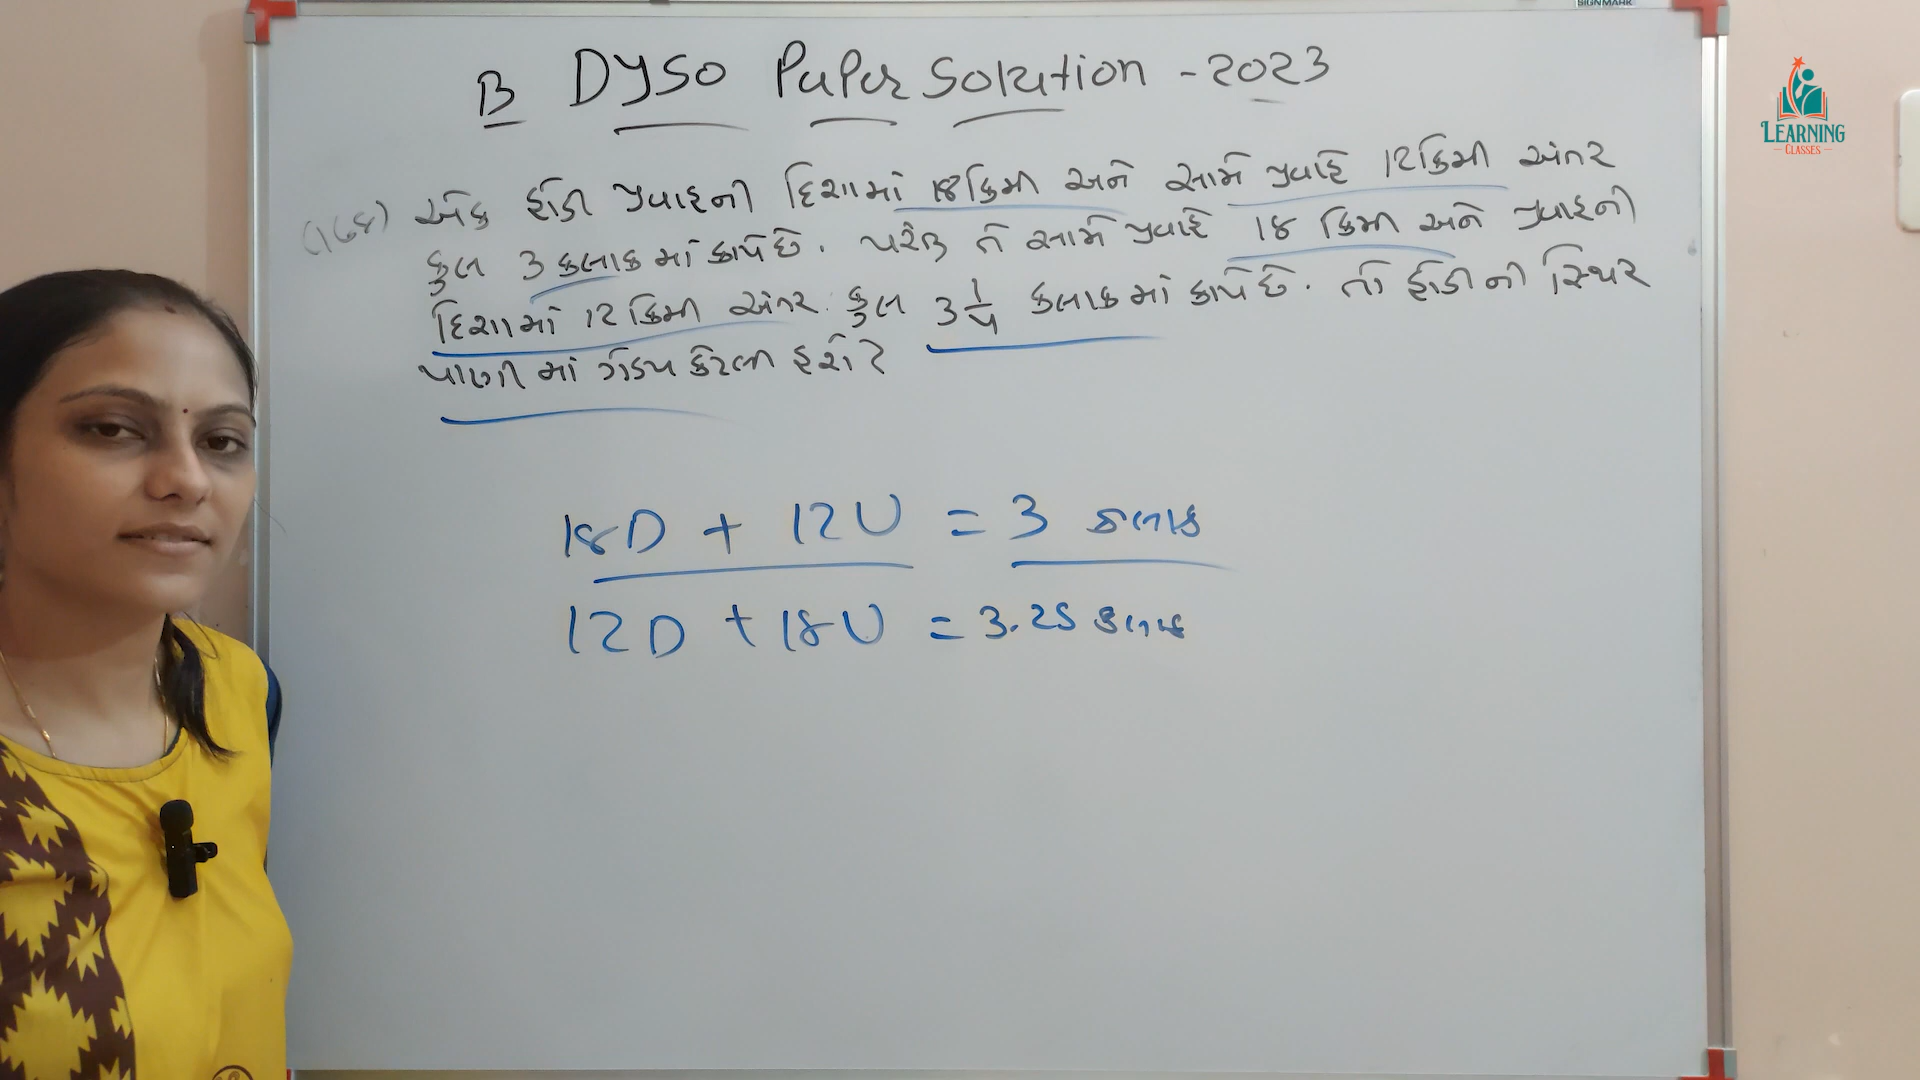 SIGNMARK
B DYSO Paper Solution - 2023
LEARNING
CLASSES
(174) એક હોડી પ્રવાહની દિશામાં 18 કિમી અને સામે પ્રવાહે 12 કિમી અંતર
કુલ 3 કલાકમાં કાપે છે. પરંતુ તે સામે પ્રવાહે 18 કિમી અને પ્રવાહની
દિશામાં 12 કિમી અંતર કુલ 3 1/4 કલાકમાં કાપે છે. તો હોડીની સ્થિર
પાણીમાં ઝડપ કેટલી હશે?
18D + 12U = 3 કલાક
12D + 18U = 3.25 કલાક